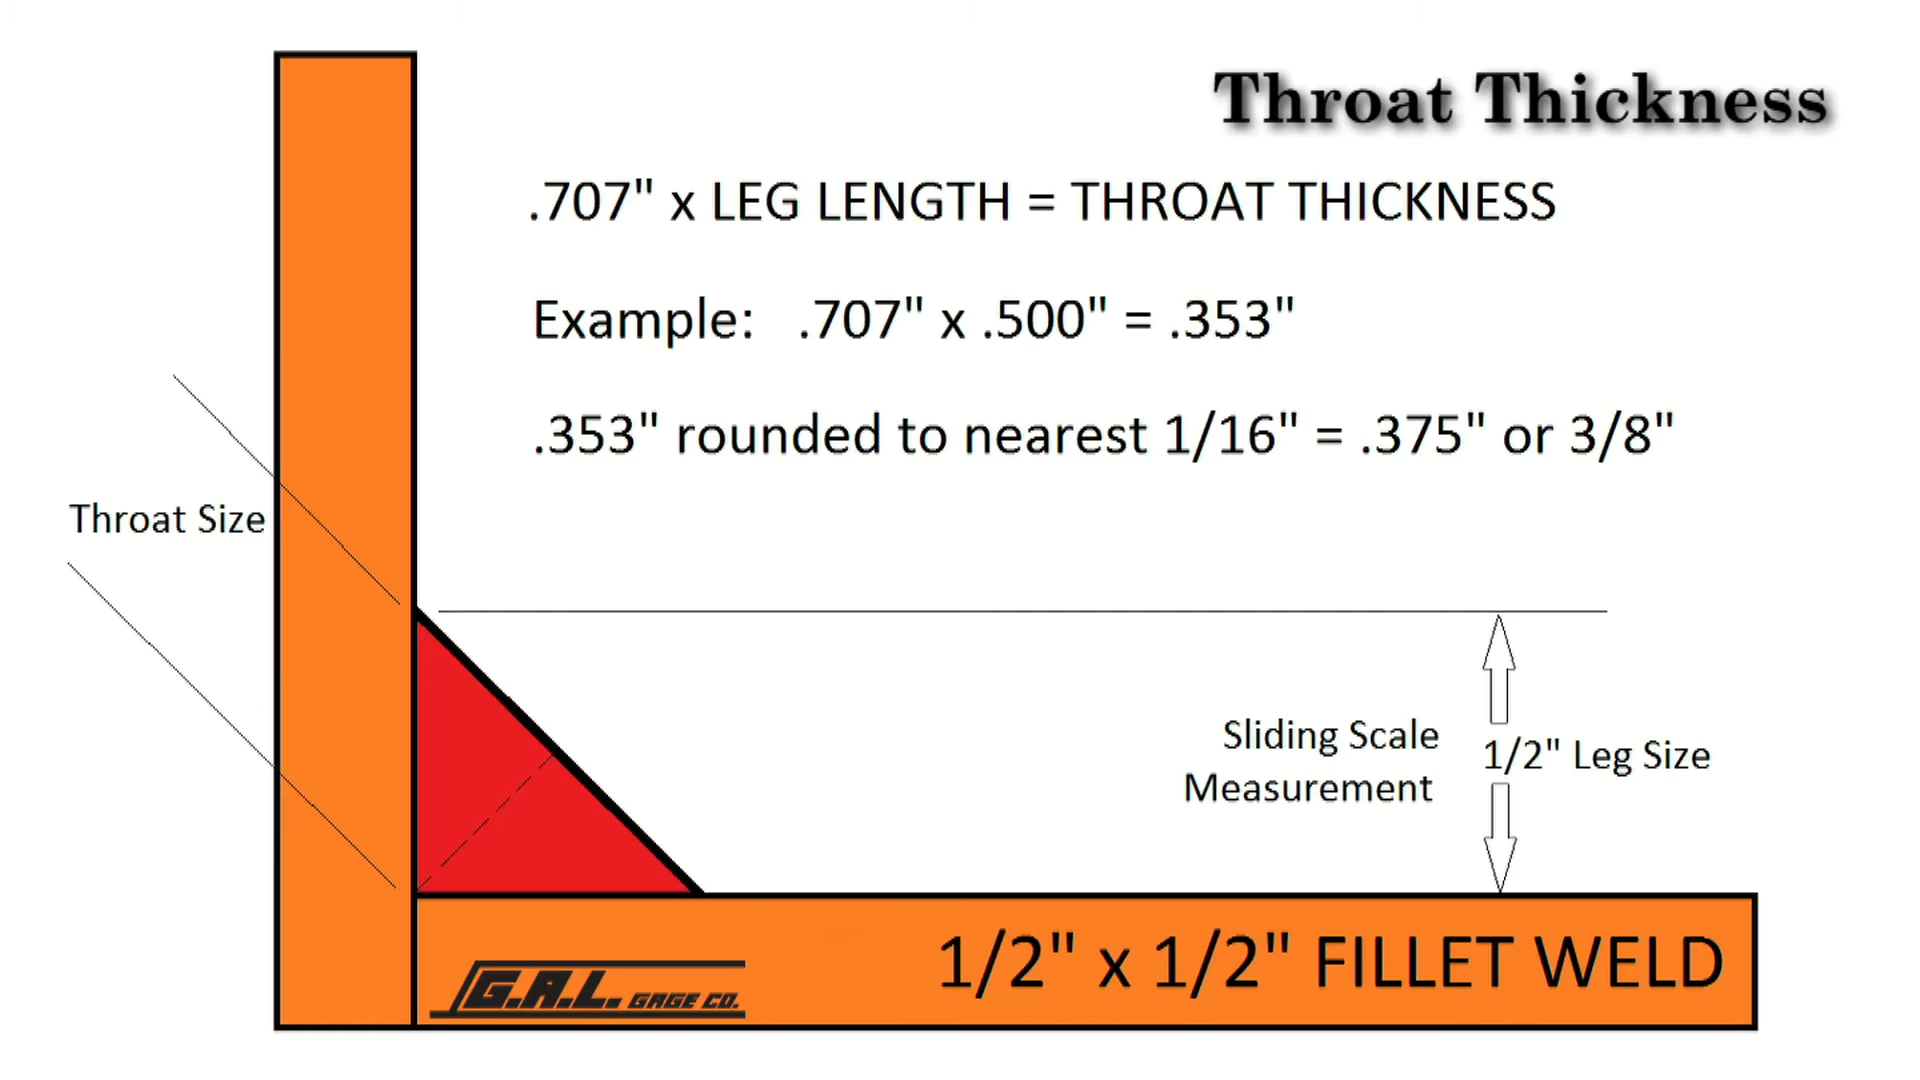 Throat Thickness
.707" x LEG LENGTH = THROAT THICKNESS
Example: .707" x .500" = .353"
.353" rounded to nearest 1/16" = .375" or 3/8"
Throat Size
Sliding Scale
Measurement
1/2" Leg Size
1/2" x 1/2" FILLET WELD
G.A.L. GAGE CO.